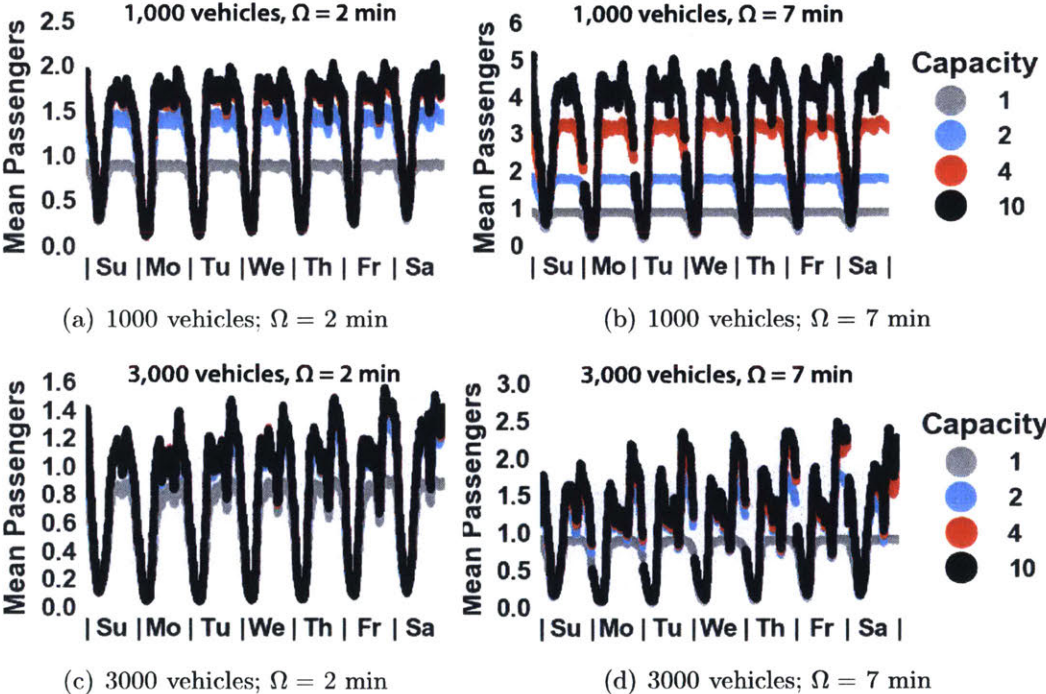 1,000 vehicles, Ω = 2 min
Mean Passengers
2.5
2.0
1.5
1.0
0.5
0.0
| Su | Mo | Tu | We | Th | Fr | Sa
(a) 1000 vehicles; Ω = 2 min
1,000 vehicles, Ω = 7 min
Mean Passengers
6
5
4
3
2
1
0
| Su | Mo | Tu | We | Th | Fr | Sa |
(b) 1000 vehicles; Ω = 7 min
Capacity
1
2
4
10
3,000 vehicles, Ω = 2 min
Mean Passengers
1.6
1.4
1.2
1.0
0.8
0.6
0.4
0.2
0.0
| Su | Mo | Tu | We | Th | Fr | Sa
(c) 3000 vehicles; Ω = 2 min
3,000 vehicles, Ω = 7 min
Mean Passengers
3.0
2.5
2.0
1.5
1.0
0.5
0.0
| Su | Mo | Tu | We | Th | Fr | Sa |
(d) 3000 vehicles; Ω = 7 min
Capacity
1
2
4
10